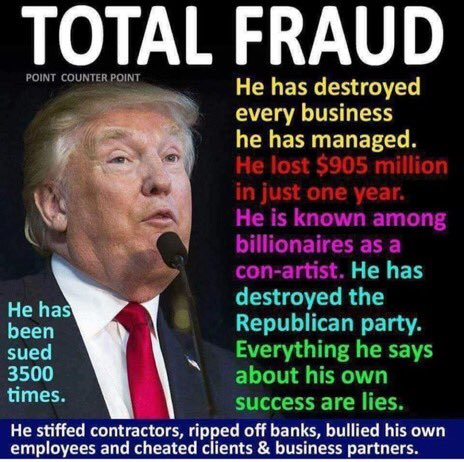 TOTAL FRAUD
POINT COUNTER POINT
He has destroyed
every business
he has managed.
He lost $905 million
in just one year.
He is known among
billionaires as a
con-artist. He has
destroyed the
Republican party.
Everything he says
about his own
success are lies.
He has
been
sued
3500
times.
He stiffed contractors, ripped off banks, bullied his own
employees and cheated clients & business partners.